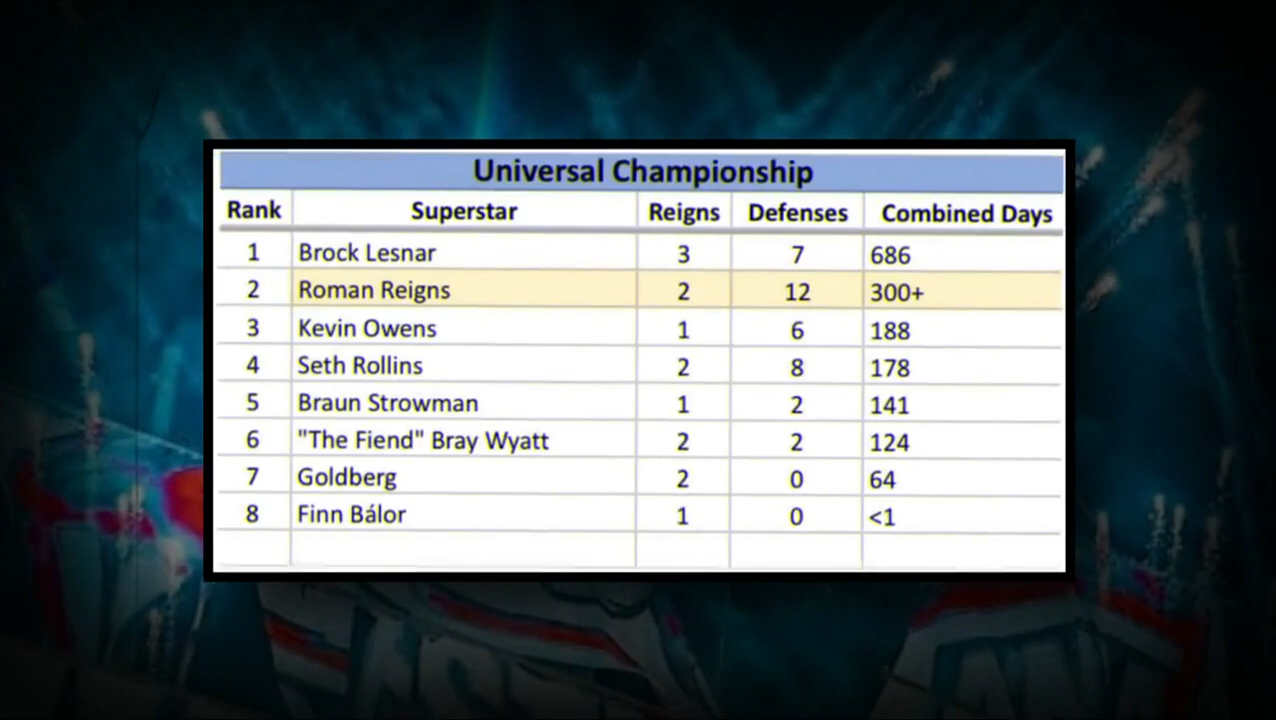 Universal Championship
Rank Superstar Reigns Defenses Combined Days
1 Brock Lesnar 3 7 686
2 Roman Reigns 2 12 300+
3 Kevin Owens 1 6 188
4 Seth Rollins 2 8 178
5 Braun Strowman 1 2 141
6 "The Fiend" Bray Wyatt 2 2 124
7 Goldberg 2 0 64
8 Finn Bálor 1 0 <1